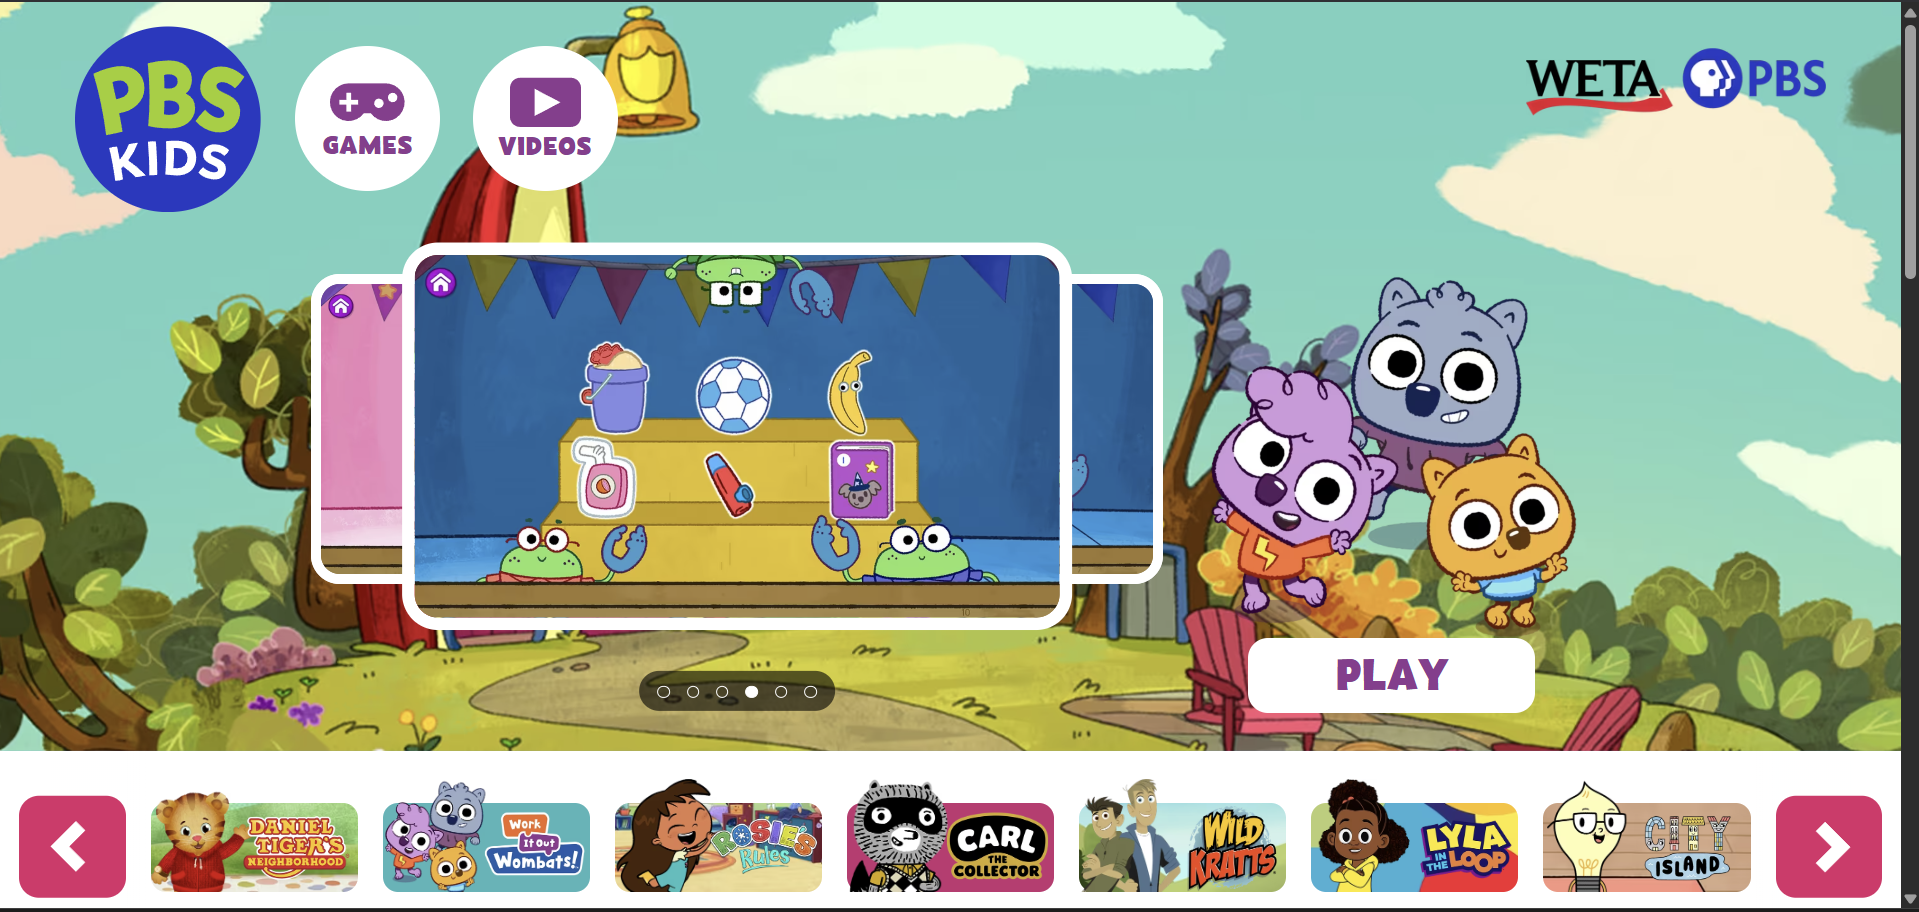 PBS
KIDS
GAMES
VIDEOS
WETA
PBS
PLAY
DANIEL
TIGER'S
NEIGHBORHOOD
Work
It Out
Wombats!
ROSIE'S
Rules
CARL
THE
COLLECTOR
WILD
KRATTS
LYLA
IN THE LOOP
CITY
ISLAND